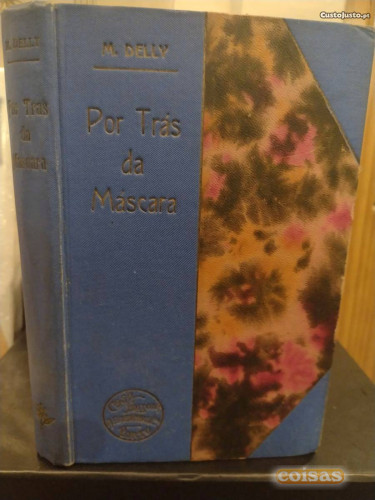 CustoJusto.pt
M. DELLY
Por Trás
da
Máscara
M. DELLY
Por Trás
da
Máscara
coisas